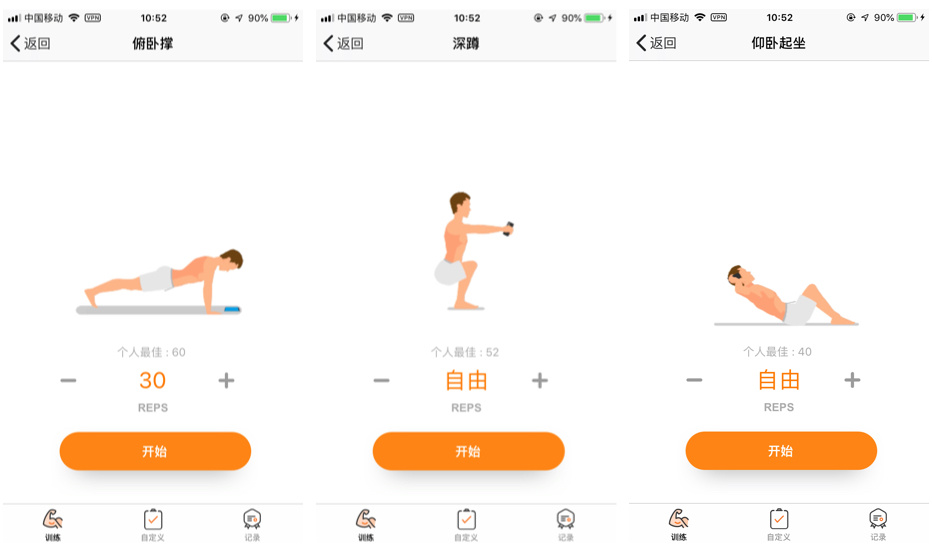 中国移动 VPN 10:52 90%
返回 俯卧撑
个人最佳 : 60
30
REPS
开始
训练 自定义 记录
中国移动 VPN 10:52 90%
返回 深蹲
个人最佳 : 52
自由
REPS
开始
训练 自定义 记录
中国移动 VPN 10:52 90%
返回 仰卧起坐
个人最佳 : 40
自由
REPS
开始
训练 自定义 记录